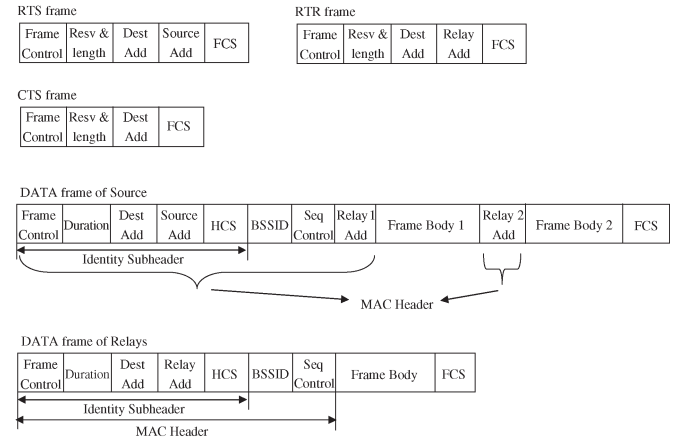 RTS frame
Frame Control Resv & length Dest Add Source Add FCS
RTR frame
Frame Control Resv & length Dest Add Relay Add FCS
CTS frame
Frame Control Resv & length Dest Add FCS
DATA frame of Source
Frame Control Duration Dest Add Source Add HCS BSSID Seq Control Relay 1 Add Frame Body 1 Relay 2 Add Frame Body 2 FCS
Identity Subheader
MAC Header
DATA frame of Relays
Frame Control Duration Dest Add Relay Add HCS BSSID Seq Control Frame Body FCS
Identity Subheader
MAC Header